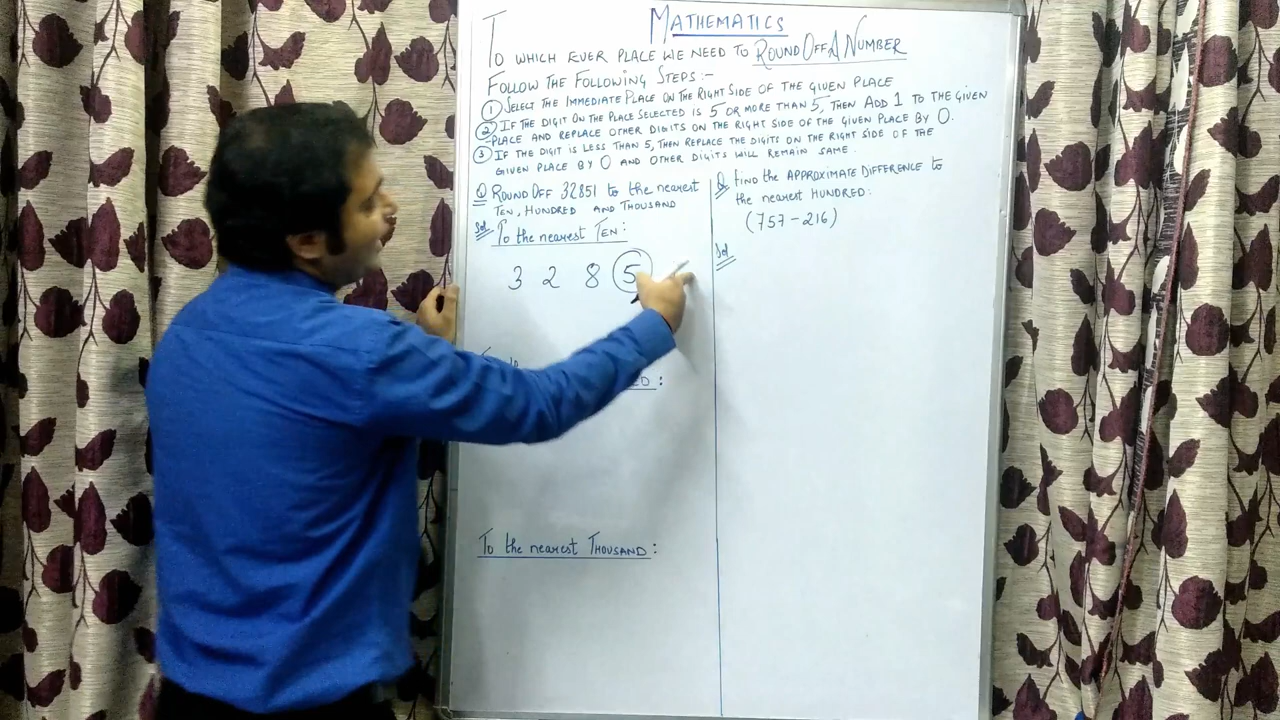 MATHEMATICS
TO WHICH EVER PLACE WE NEED TO ROUND OFF A NUMBER
FOLLOW THE FOLLOWING STEPS :-
① SELECT THE IMMEDIATE PLACE ON THE RIGHT SIDE OF THE GIVEN PLACE
② IF THE DIGIT ON THE PLACE SELECTED IS 5 OR MORE THAN 5, THEN ADD 1 TO THE GIVEN
PLACE AND REPLACE OTHER DIGITS ON THE RIGHT SIDE OF THE GIVEN PLACE BY 0.
③ IF THE DIGIT IS LESS THAN 5, THEN REPLACE THE DIGITS ON THE RIGHT SIDE OF THE
GIVEN PLACE BY 0 AND OTHER DIGITS WILL REMAIN SAME.
Q ROUND OFF 32851 to the nearest
TEN, HUNDRED AND THOUSAND
Sol To the nearest TEN:
3 2 8 5
To the nearest THOUSAND:
Q FIND the APPROXIMATE DIFFERENCE to
the nearest HUNDRED:
(757-216)
Sol